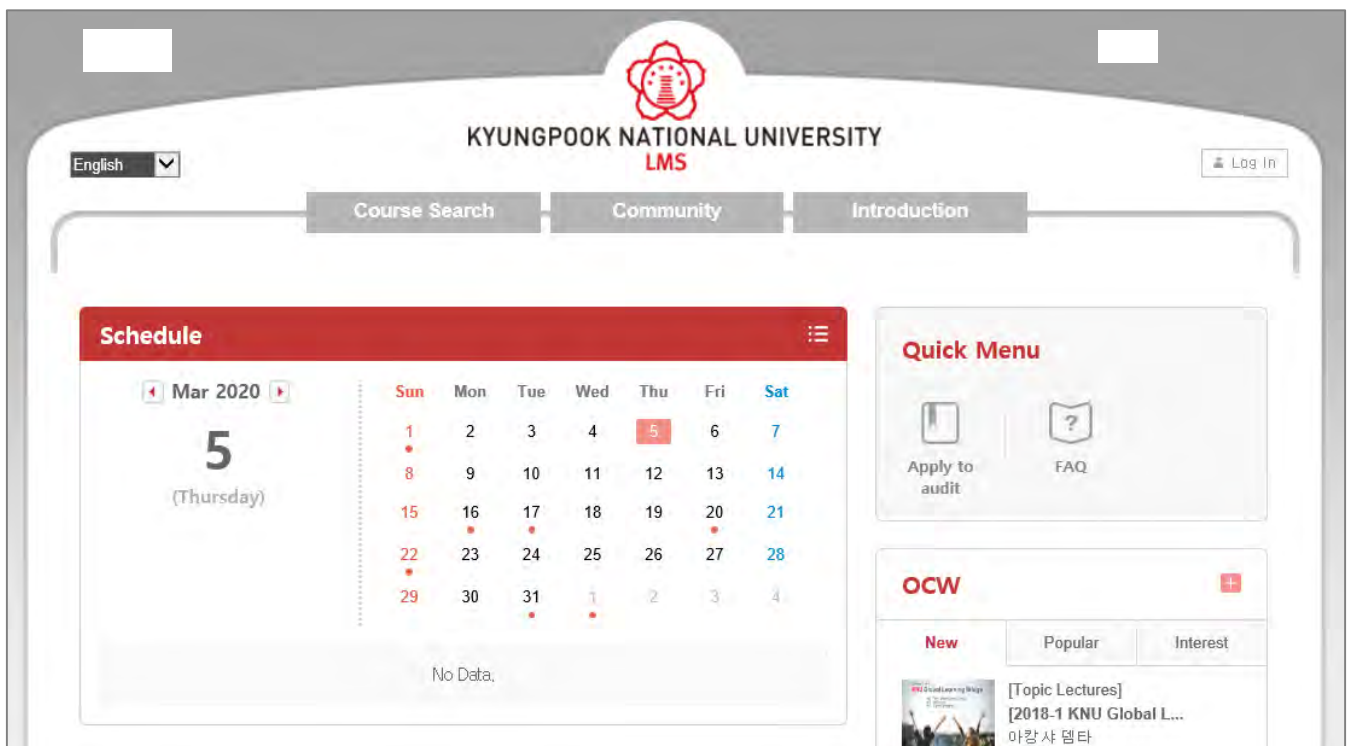 KYUNGPOOK NATIONAL UNIVERSITY
LMS
English
Log In
Course Search Community Introduction
Schedule
Mar 2020
5
(Thursday)
Sun Mon Tue Wed Thu Fri Sat
1 2 3 4 5 6 7
8 9 10 11 12 13 14
15 16 17 18 19 20 21
22 23 24 25 26 27 28
29 30 31 1 2 3 4
No Data,
Quick Menu
?
Apply to
audit
FAQ
OCW
New Popular Interest
[Topic Lectures]
[2018-1 KNU Global L...
아캉 샤 뎀타